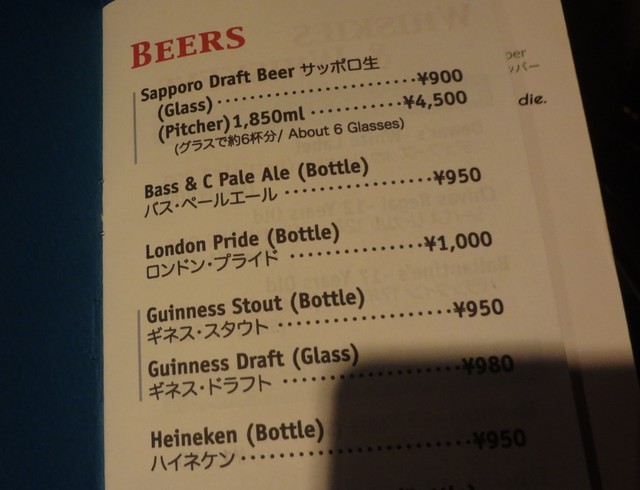 BEERS
Sapporo Draft Beer サッポロ生
(Glass) ¥900
(Pitcher) 1,850ml ¥4,500
(グラスで約6杯分/ About 6 Glasses)
Bass & C Pale Ale (Bottle)
バス・ペールエール ¥950
London Pride (Bottle)
ロンドン・プライド ¥1,000
Guinness Stout (Bottle)
ギネス・スタウト ¥950
Guinness Draft (Glass)
ギネス・ドラフト ¥980
Heineken (Bottle)
ハイネケン ¥950
die.